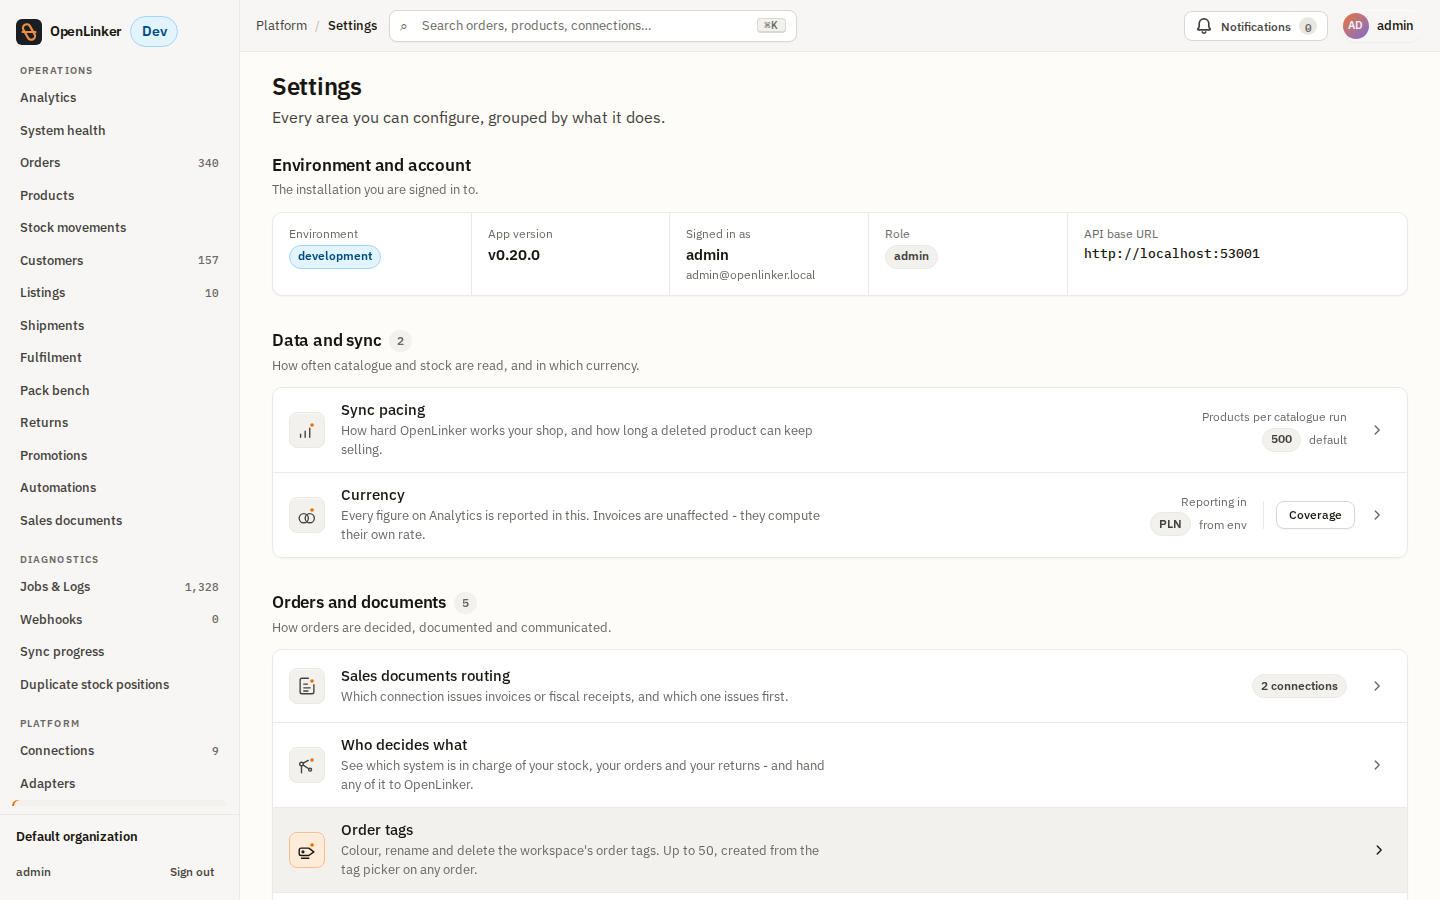 OpenLinker
Dev
Platform / Settings
Search orders, products, connections...
⌘K
Notifications 0
AD
admin
OPERATIONS
Analytics
System health
Orders 340
Products
Stock movements
Customers 157
Listings 10
Shipments
Fulfilment
Pack bench
Returns
Promotions
Automations
Sales documents
DIAGNOSTICS
Jobs & Logs 1,328
Webhooks 0
Sync progress
Duplicate stock positions
PLATFORM
Connections 9
Adapters
Default organization
admin
Sign out
Settings
Every area you can configure, grouped by what it does.
Environment and account
The installation you are signed in to.
Environment
development
App version
v0.20.0
Signed in as
admin
admin@openlinker.local
Role
admin
API base URL
http://localhost:53001
Data and sync 2
How often catalogue and stock are read, and in which currency.
Sync pacing
How hard OpenLinker works your shop, and how long a deleted product can keep
selling.
Products per catalogue run
500 default
Currency
Every figure on Analytics is reported in this. Invoices are unaffected - they compute
their own rate.
Reporting in
PLN from env
Coverage
Orders and documents 5
How orders are decided, documented and communicated.
Sales documents routing
Which connection issues invoices or fiscal receipts, and which one issues first.
2 connections
Who decides what
See which system is in charge of your stock, your orders and your returns - and hand
any of it to OpenLinker.
Order tags
Colour, rename and delete the workspace's order tags. Up to 50, created from the
tag picker on any order.